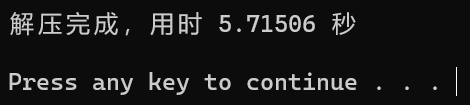 解压完成，用时 5.71506 秒
Press any key to continue . . .